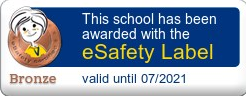 This school has been
awarded with the
eSafety Label
Bronze
valid until 07/2021